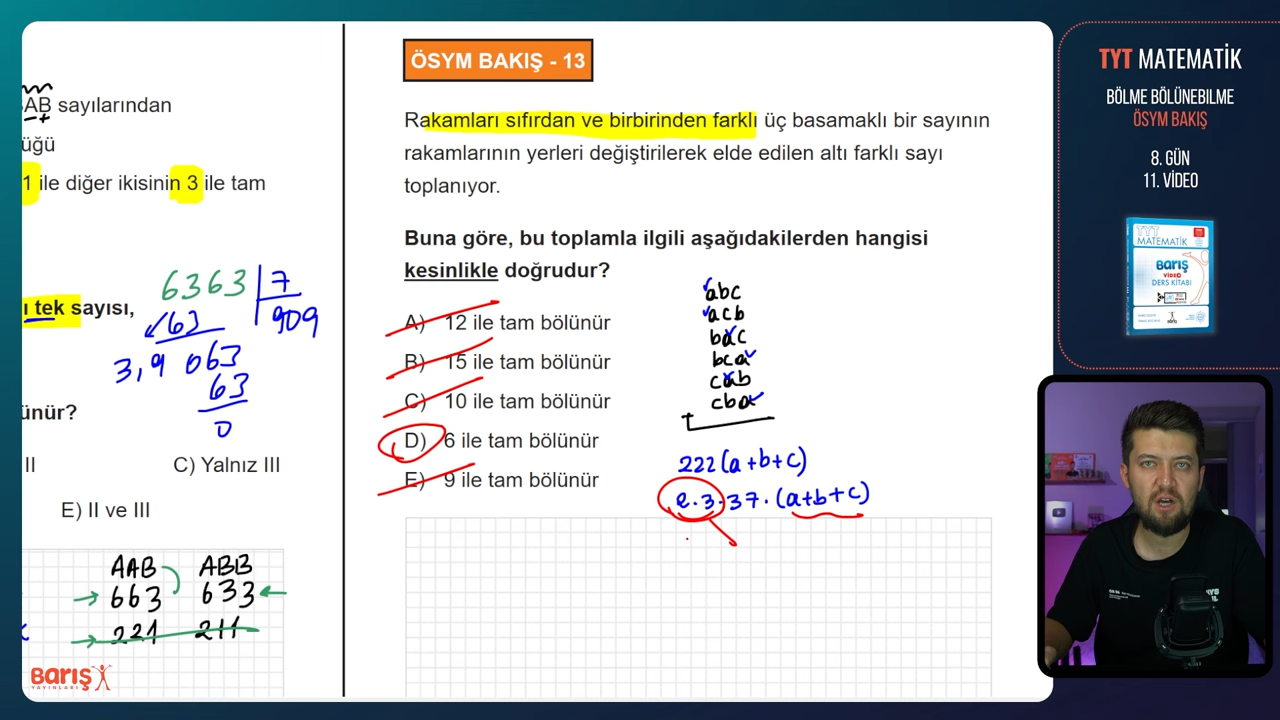 AB sayılarından
üğü
1 ile diğer ikisinin 3 ile tam
ı tek sayısı,
6363 | 7
63
909
3,9 063
63
0
ünür?
II
C) Yalnız III
E) II ve III
AAB ABB
663 633
221 211
BARIŞ
YAYINLARI
ÖSYM BAKIŞ - 13
Rakamları sıfırdan ve birbirinden farklı üç basamaklı bir sayının
rakamlarının yerleri değiştirilerek elde edilen altı farklı sayı
toplanıyor.
Buna göre, bu toplamla ilgili aşağıdakilerden hangisi
kesinlikle doğrudur?
A) 12 ile tam bölünür
B) 15 ile tam bölünür
C) 10 ile tam bölünür
D) 6 ile tam bölünür
E) 9 ile tam bölünür
abc
acb
bac
bca
cab
cba
+
222(a+b+c)
2.3.37.(a+b+c)
TYT MATEMATİK
BÖLME BÖLÜNEBILME
ÖSYM BAKIŞ
8. GÜN
11. VİDEO
TYT
MATEMATİK
BARIŞ
VİDEO
DERS KİTABI